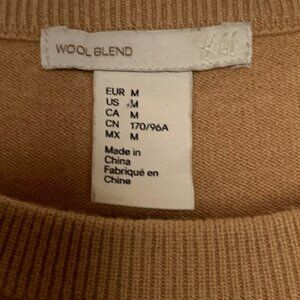 WOOL BLEND
H&M
EUR M
US M
CA M
CN 170/96A
MX M
Made in
China
Fabriqué en
Chine